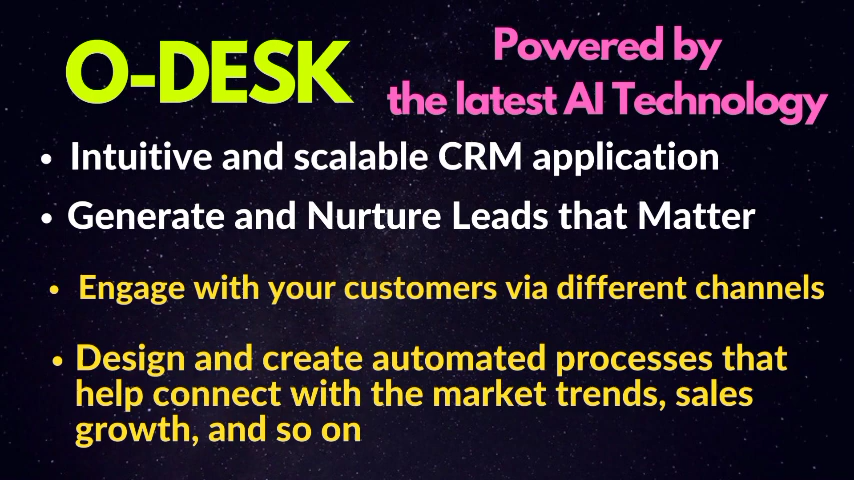 O-DESK
Powered by
the latest AI Technology
• Intuitive and scalable CRM application
• Generate and Nurture Leads that Matter
• Engage with your customers via different channels
• Design and create automated processes that
help connect with the market trends, sales
growth, and so on